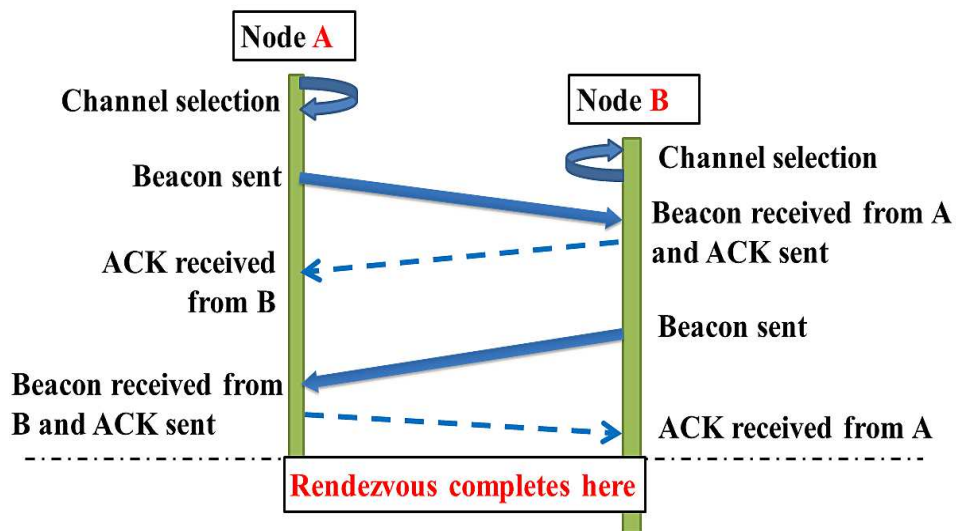 Node A
Channel selection
Node B
Channel selection
Beacon sent
Beacon received from A
and ACK sent
ACK received
from B
Beacon sent
Beacon received from
B and ACK sent
ACK received from A
Rendezvous completes here